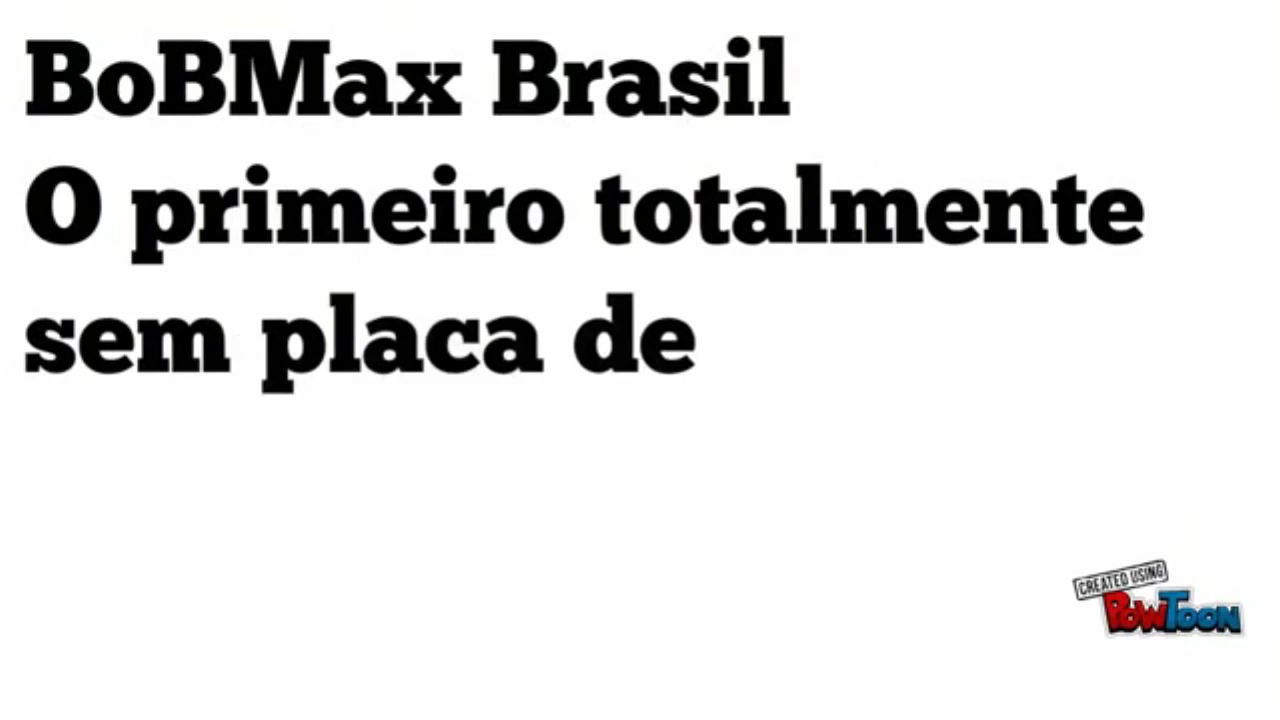 BoBMax Brasil
O primeiro totalmente
sem placa de
CREATED USING
PowToon